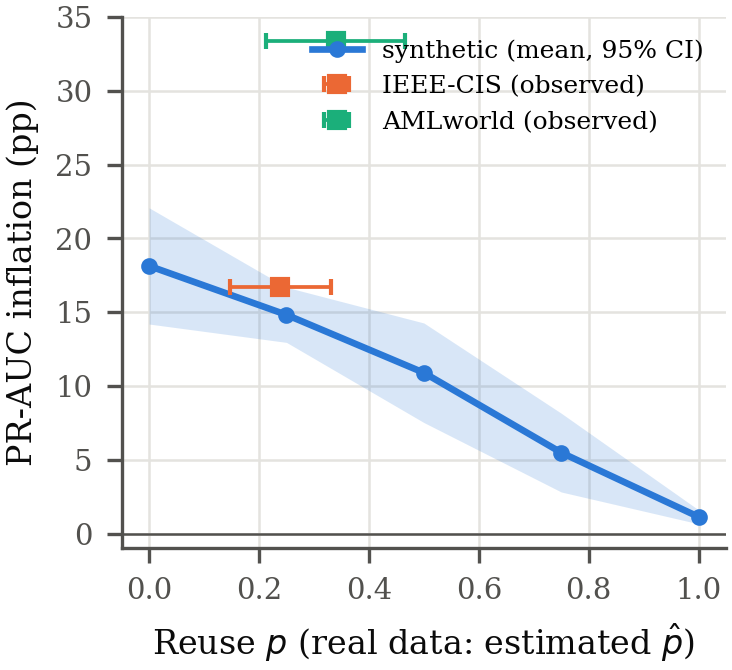 35
30
25
20
15
10
5
0
PR-AUC inflation (pp)
synthetic (mean, 95% CI)
IEEE-CIS (observed)
AMLworld (observed)
0.0 0.2 0.4 0.6 0.8 1.0
Reuse p (real data: estimated p̂)